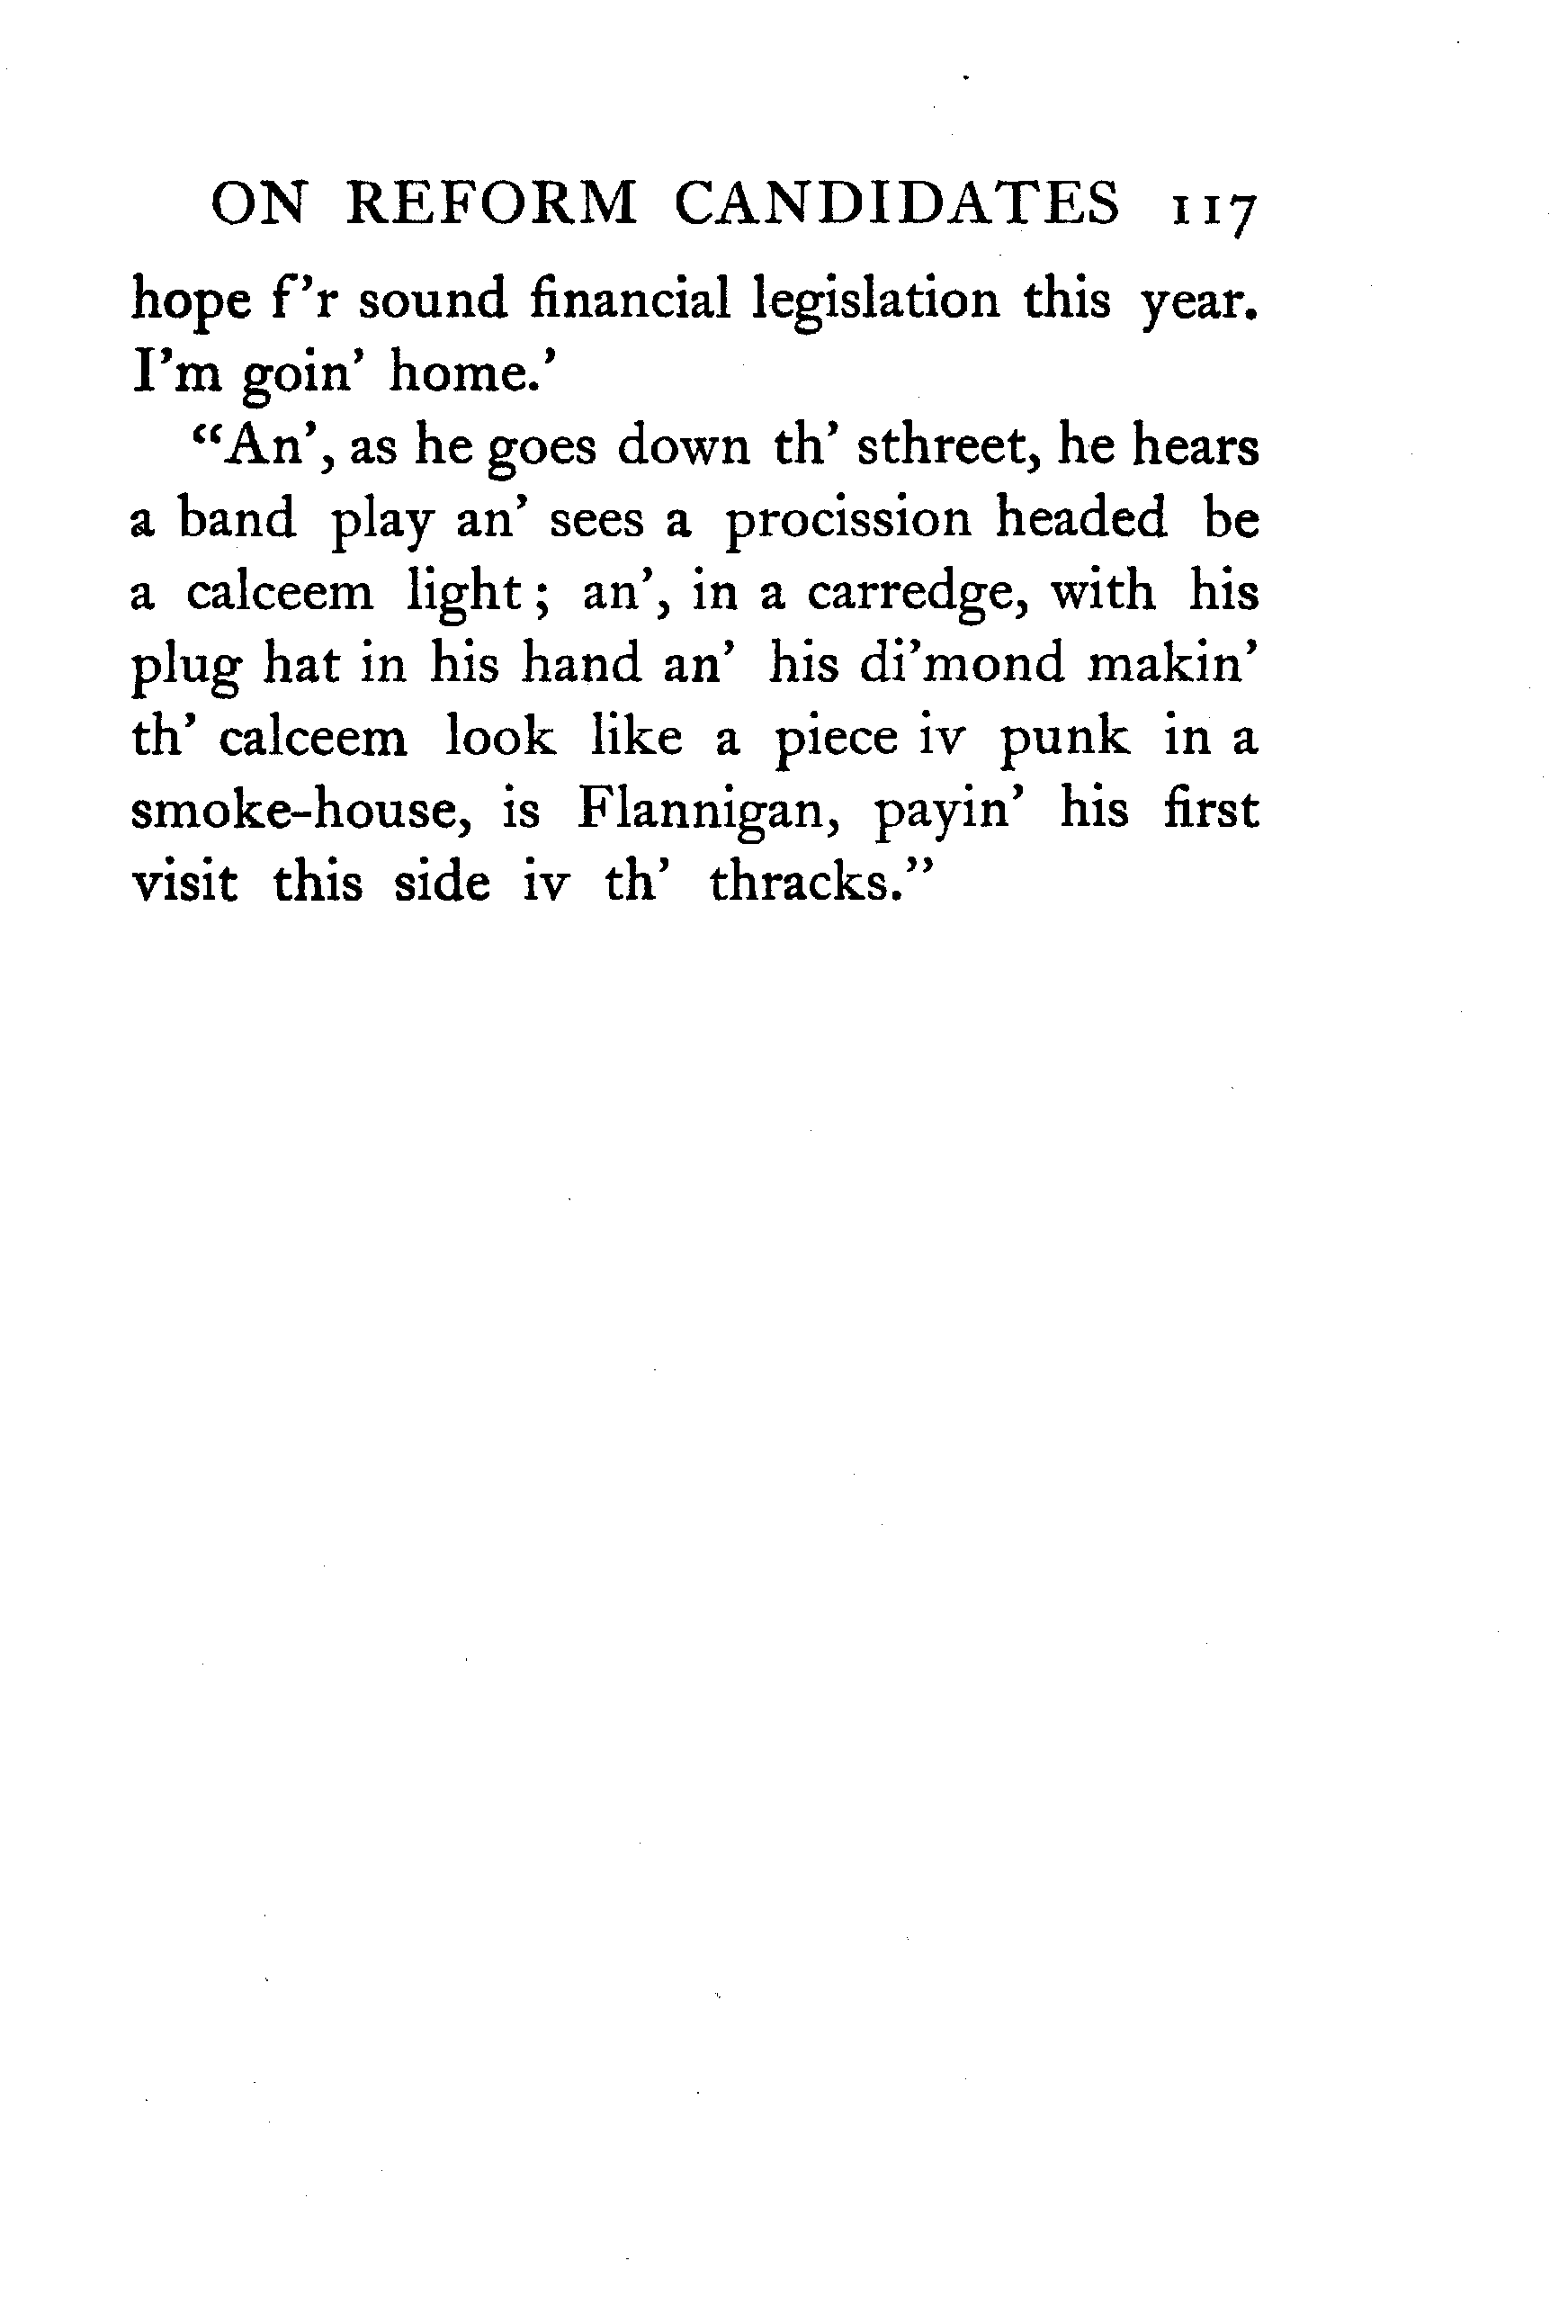 ON REFORM CANDIDATES 117
hope f’r sound financial legislation this year.
I’m goin’ home.’
“An’, as he goes down th’ sthreet, he hears
a band play an’ sees a procission headed be
a calceem light; an’, in a carredge, with his
plug hat in his hand an’ his di’mond makin’
th’ calceem look like a piece iv punk in a
smoke-house, is Flannigan, payin’ his first
visit this side iv th’ thracks.”